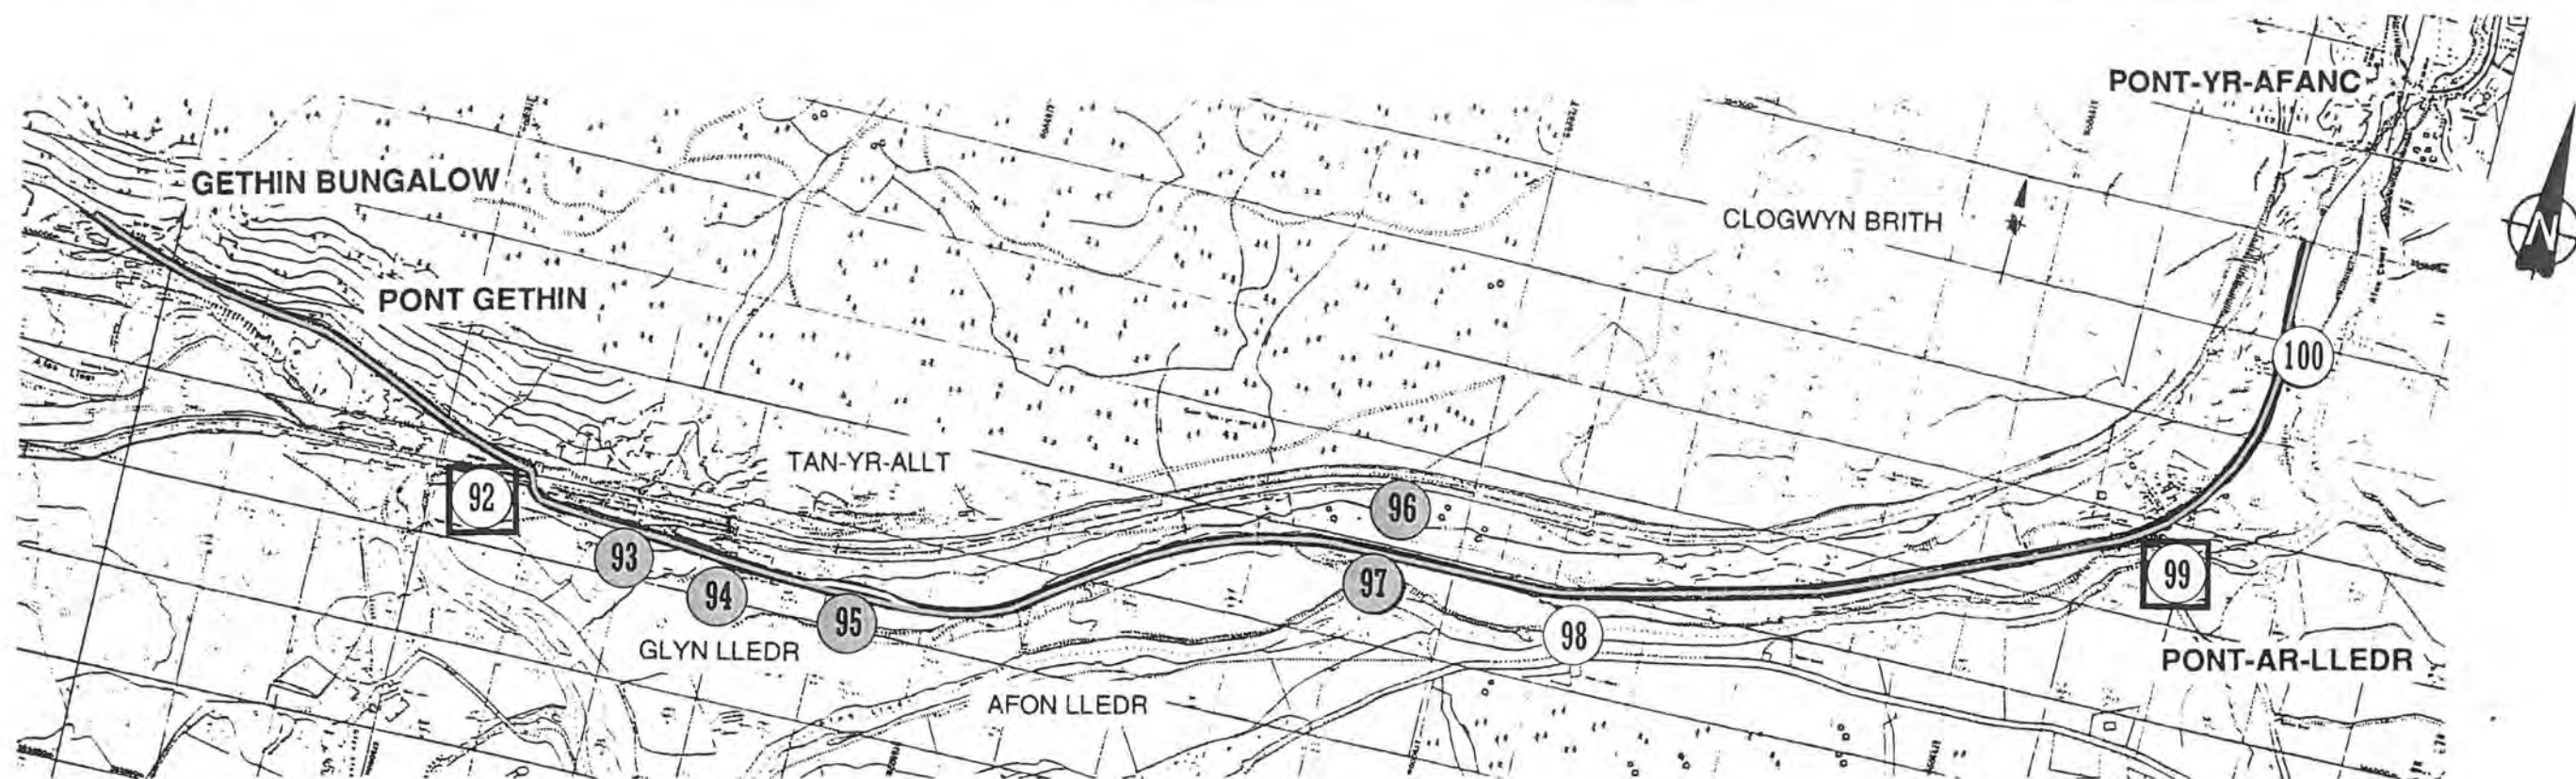 PONT-YR-AFANC
GETHIN BUNGALOW
CLOGWYN BRITH
N
PONT GETHIN
100
TAN-YR-ALLT
92
96
93
97
99
94
95
98
GLYN LLEDR
PONT-AR-LLEDR
AFON LLEDR